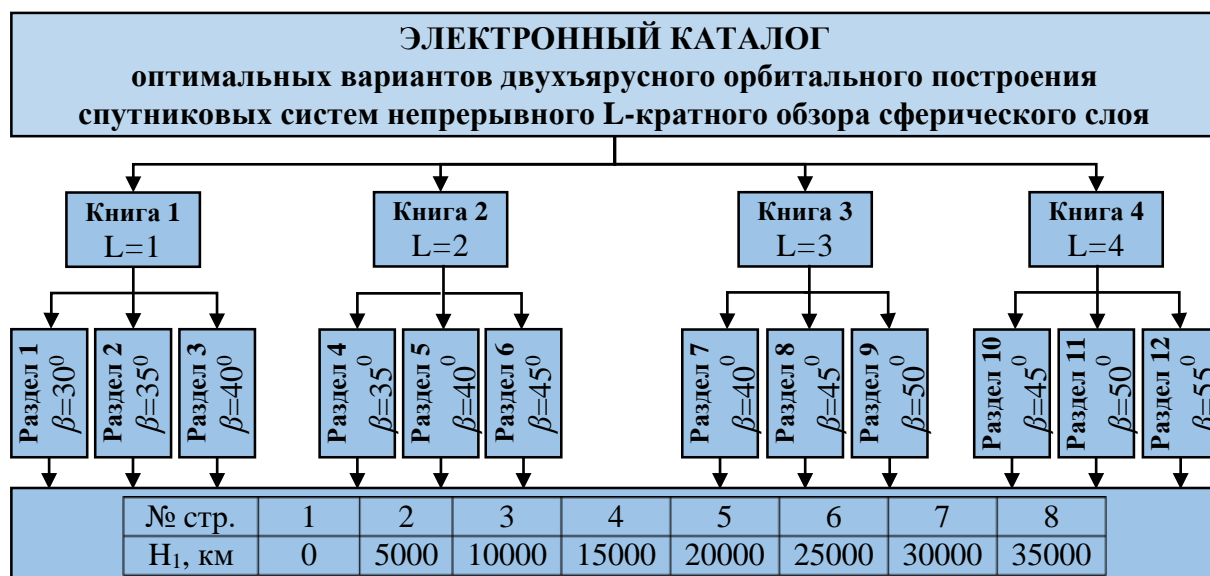 ЭЛЕКТРОННЫЙ КАТАЛОГ
оптимальных вариантов двухъярусного орбитального построения
спутниковых систем непрерывного L-кратного обзора сферического слоя
Книга 1
L=1
Книга 2
L=2
Книга 3
L=3
Книга 4
L=4
Раздел 1
β=30⁰
Раздел 2
β=35⁰
Раздел 3
β=40⁰
Раздел 4
β=35⁰
Раздел 5
β=40⁰
Раздел 6
β=45⁰
Раздел 7
β=40⁰
Раздел 8
β=45⁰
Раздел 9
β=50⁰
Раздел 10
β=45⁰
Раздел 11
β=50⁰
Раздел 12
β=55⁰
№ стр. 1 2 3 4 5 6 7 8
H₁, км 0 5000 10000 15000 20000 25000 30000 35000